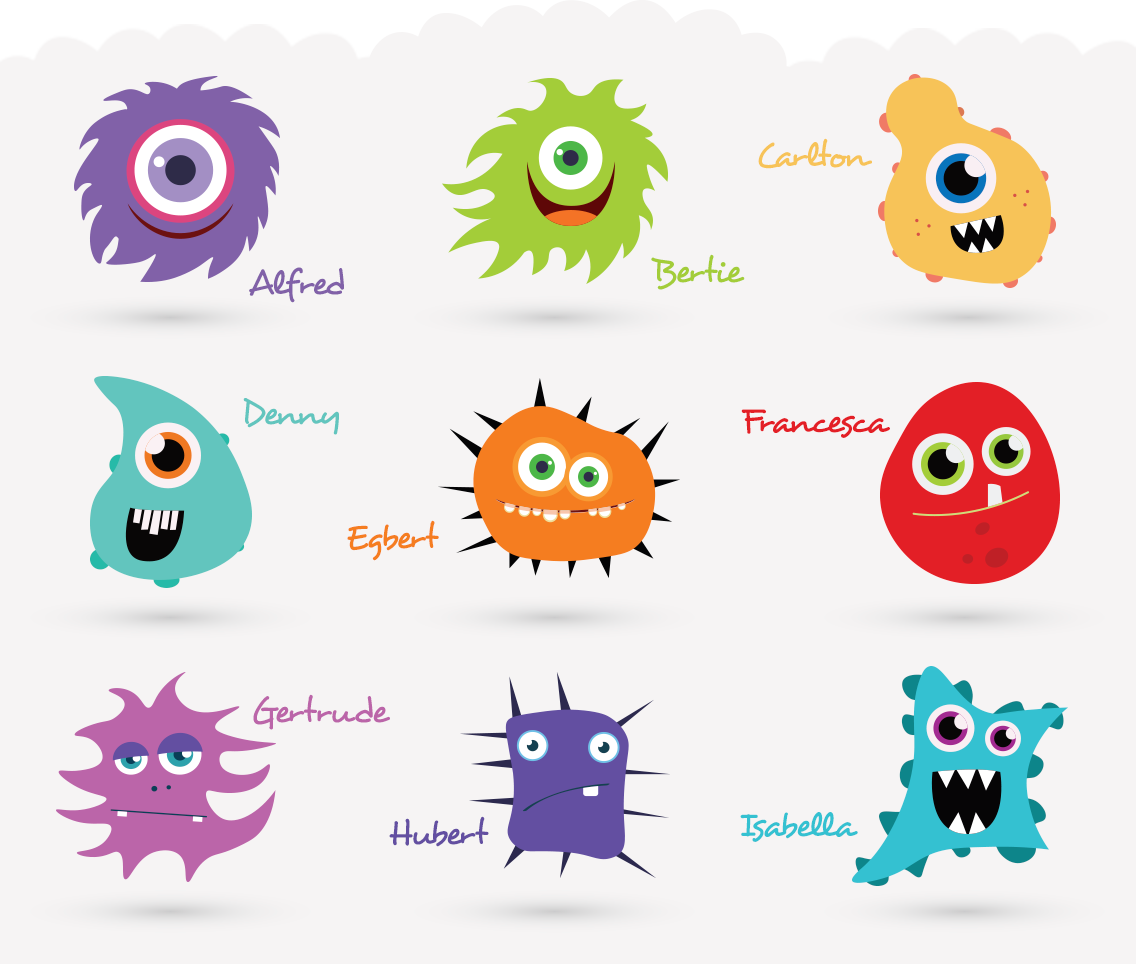 Alfred
Bertie
Carlton
Denny
Egbert
Francesca
Gertrude
Hubert
Isabella